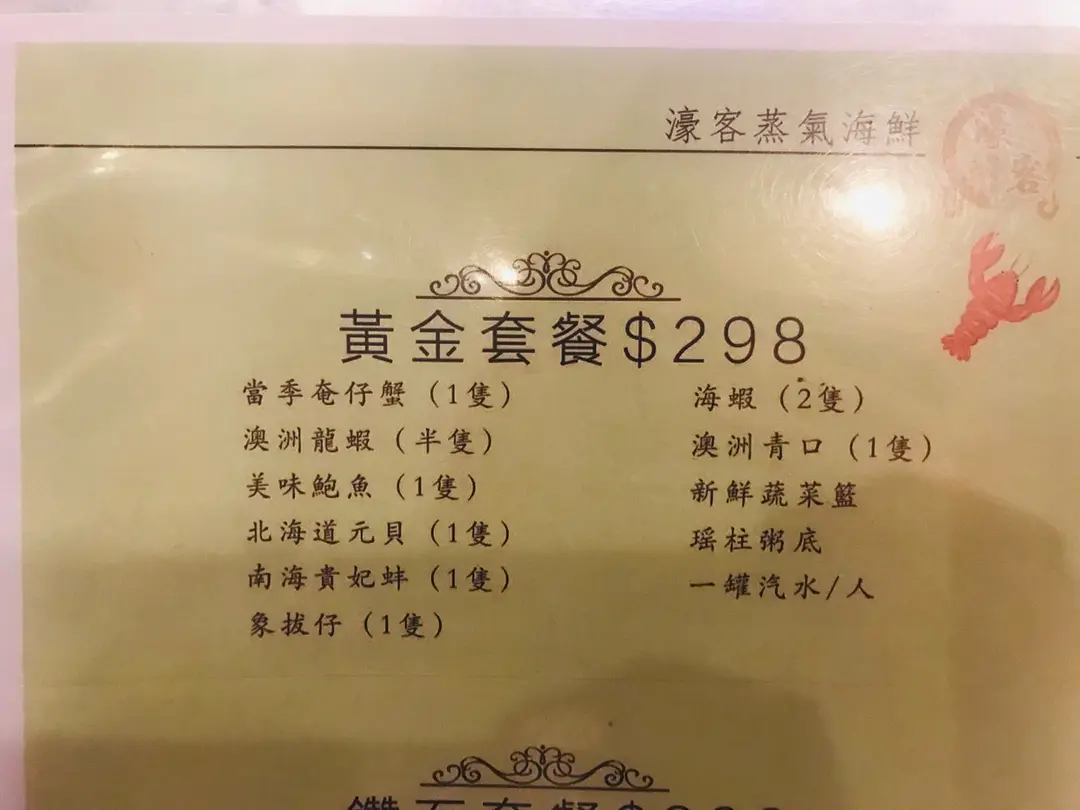 濠客蒸氣海鮮
客
黃金套餐$298
當季奄仔蟹（1隻）
澳洲龍蝦（半隻）
美味鮑魚（1隻）
北海道元貝（1隻）
南海貴妃蚌（1隻）
象拔仔（1隻）
海蝦（2隻）
澳洲青口（1隻）
新鮮蔬菜籃
瑶柱粥底
一罐汽水/人